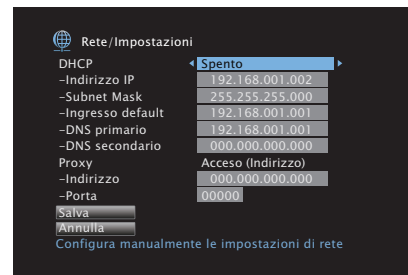 Rete/Impostazioni
DHCP Spento
-Indirizzo IP 192.168.001.002
-Subnet Mask 255.255.255.000
-Ingresso default 192.168.001.001
-DNS primario 192.168.001.001
-DNS secondario 000.000.000.000
Proxy Acceso (Indirizzo)
-Indirizzo 000.000.000.000
-Porta 00000
Salva
Annulla
Configura manualmente le impostazioni di rete